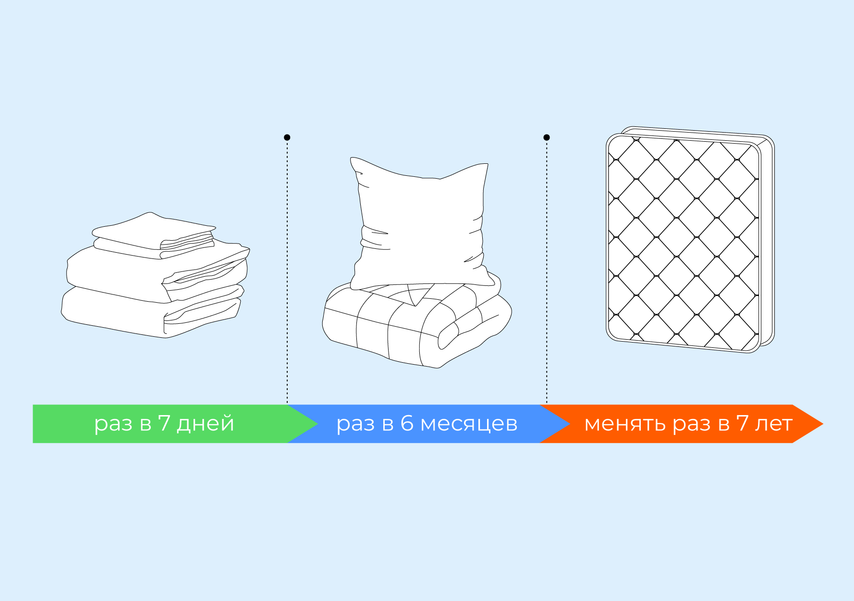 раз в 7 дней
раз в 6 месяцев
менять раз в 7 лет